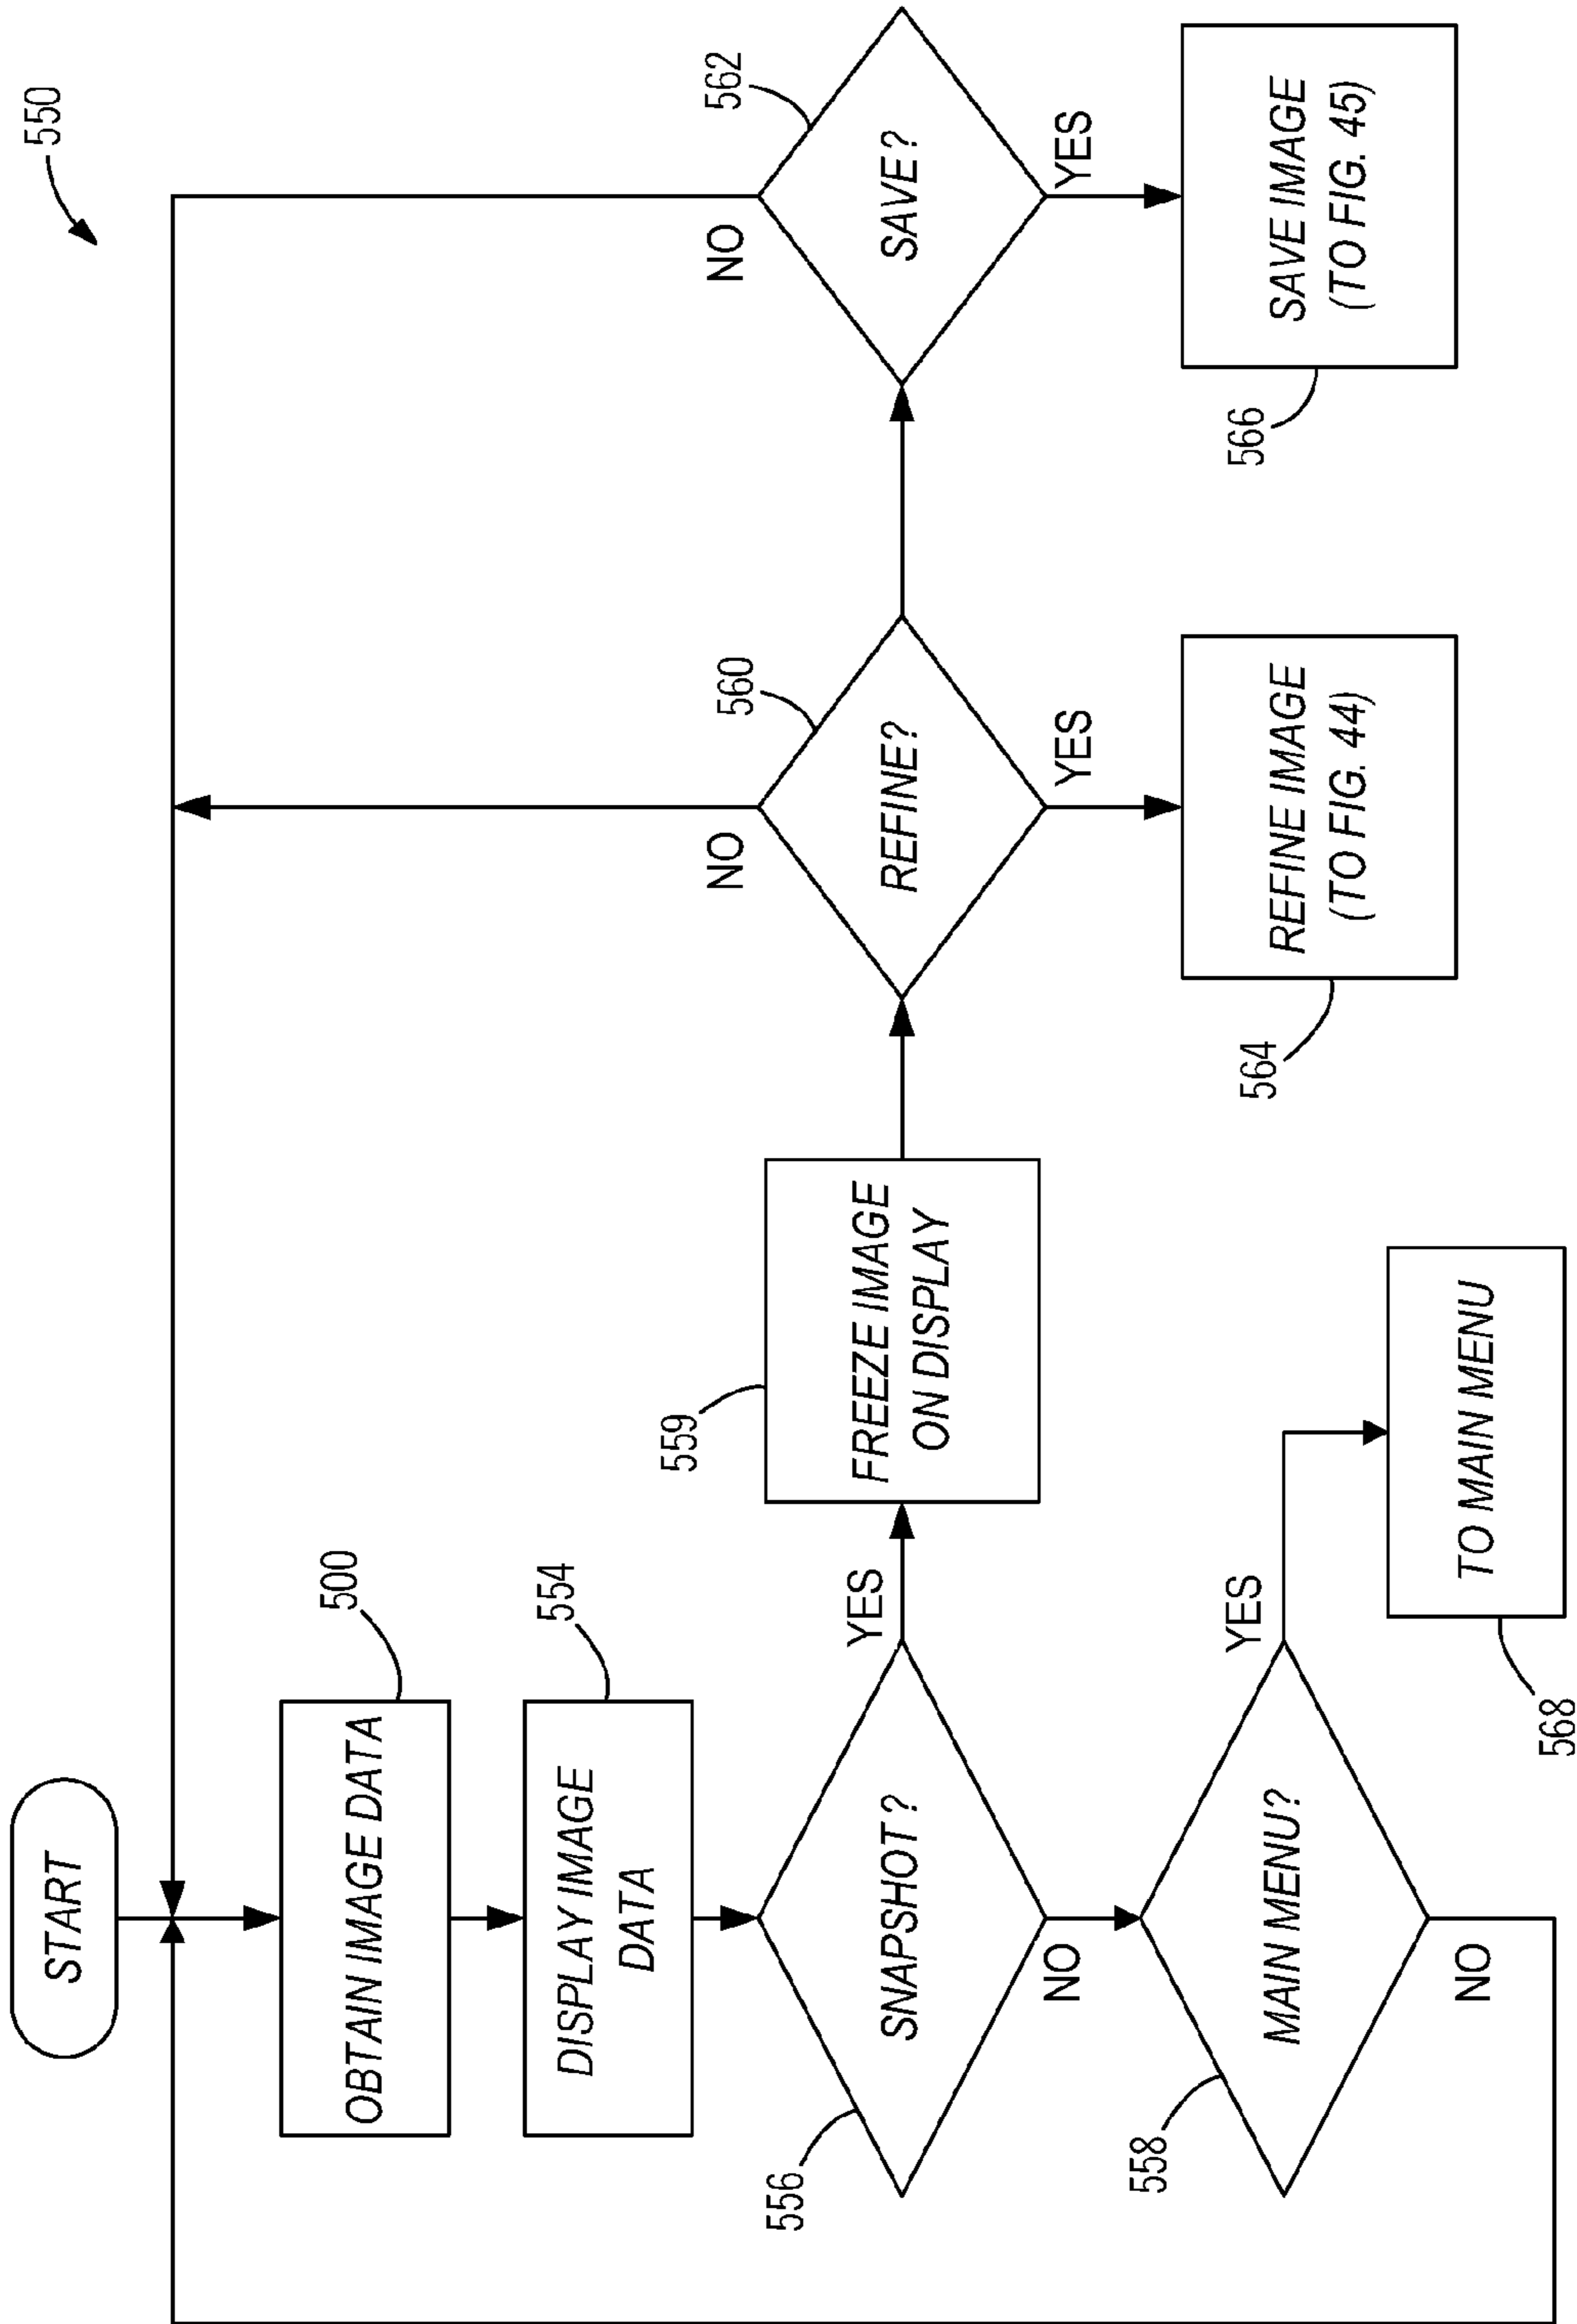 550
START
500
OBTAIN IMAGE DATA
554
DISPLAY IMAGE
DATA
556
SNAPSHOT?
YES
NO
559
FREEZE IMAGE
ON DISPLAY
560
REFINE?
NO
YES
562
SAVE?
NO
YES
558
MAIN MENU?
YES
NO
568
TO MAIN MENU
564
REFINE IMAGE
(TO FIG. 44)
566
SAVE IMAGE
(TO FIG. 45)